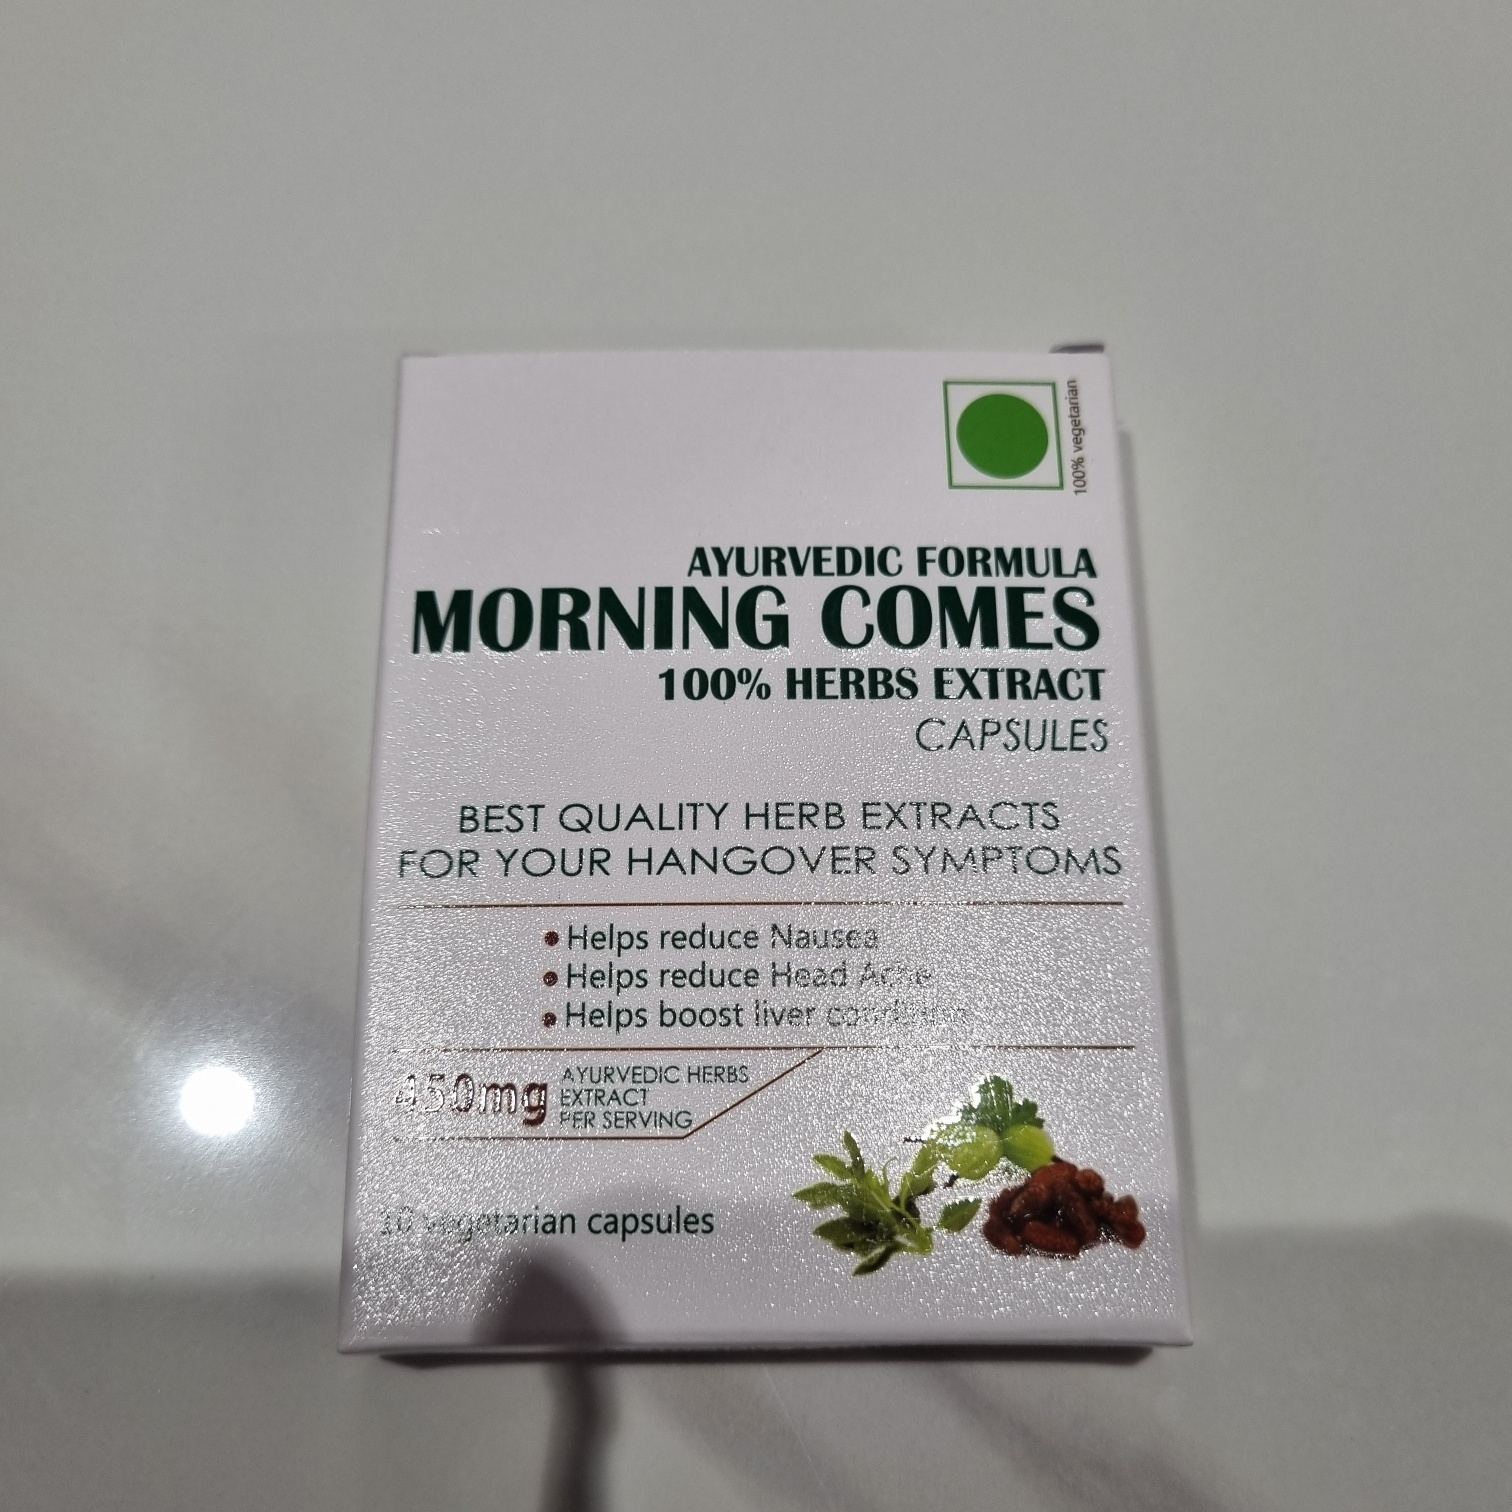 100% vegetarian
AYURVEDIC FORMULA
MORNING COMES
100% HERBS EXTRACT
CAPSULES
BEST QUALITY HERB EXTRACTS
FOR YOUR HANGOVER SYMPTOMS
• Helps reduce Nausea
• Helps reduce Head Ache
• Helps boost liver
450mg
AYURVEDIC HERBS
EXTRACT
PER SERVING
10 vegetarian capsules